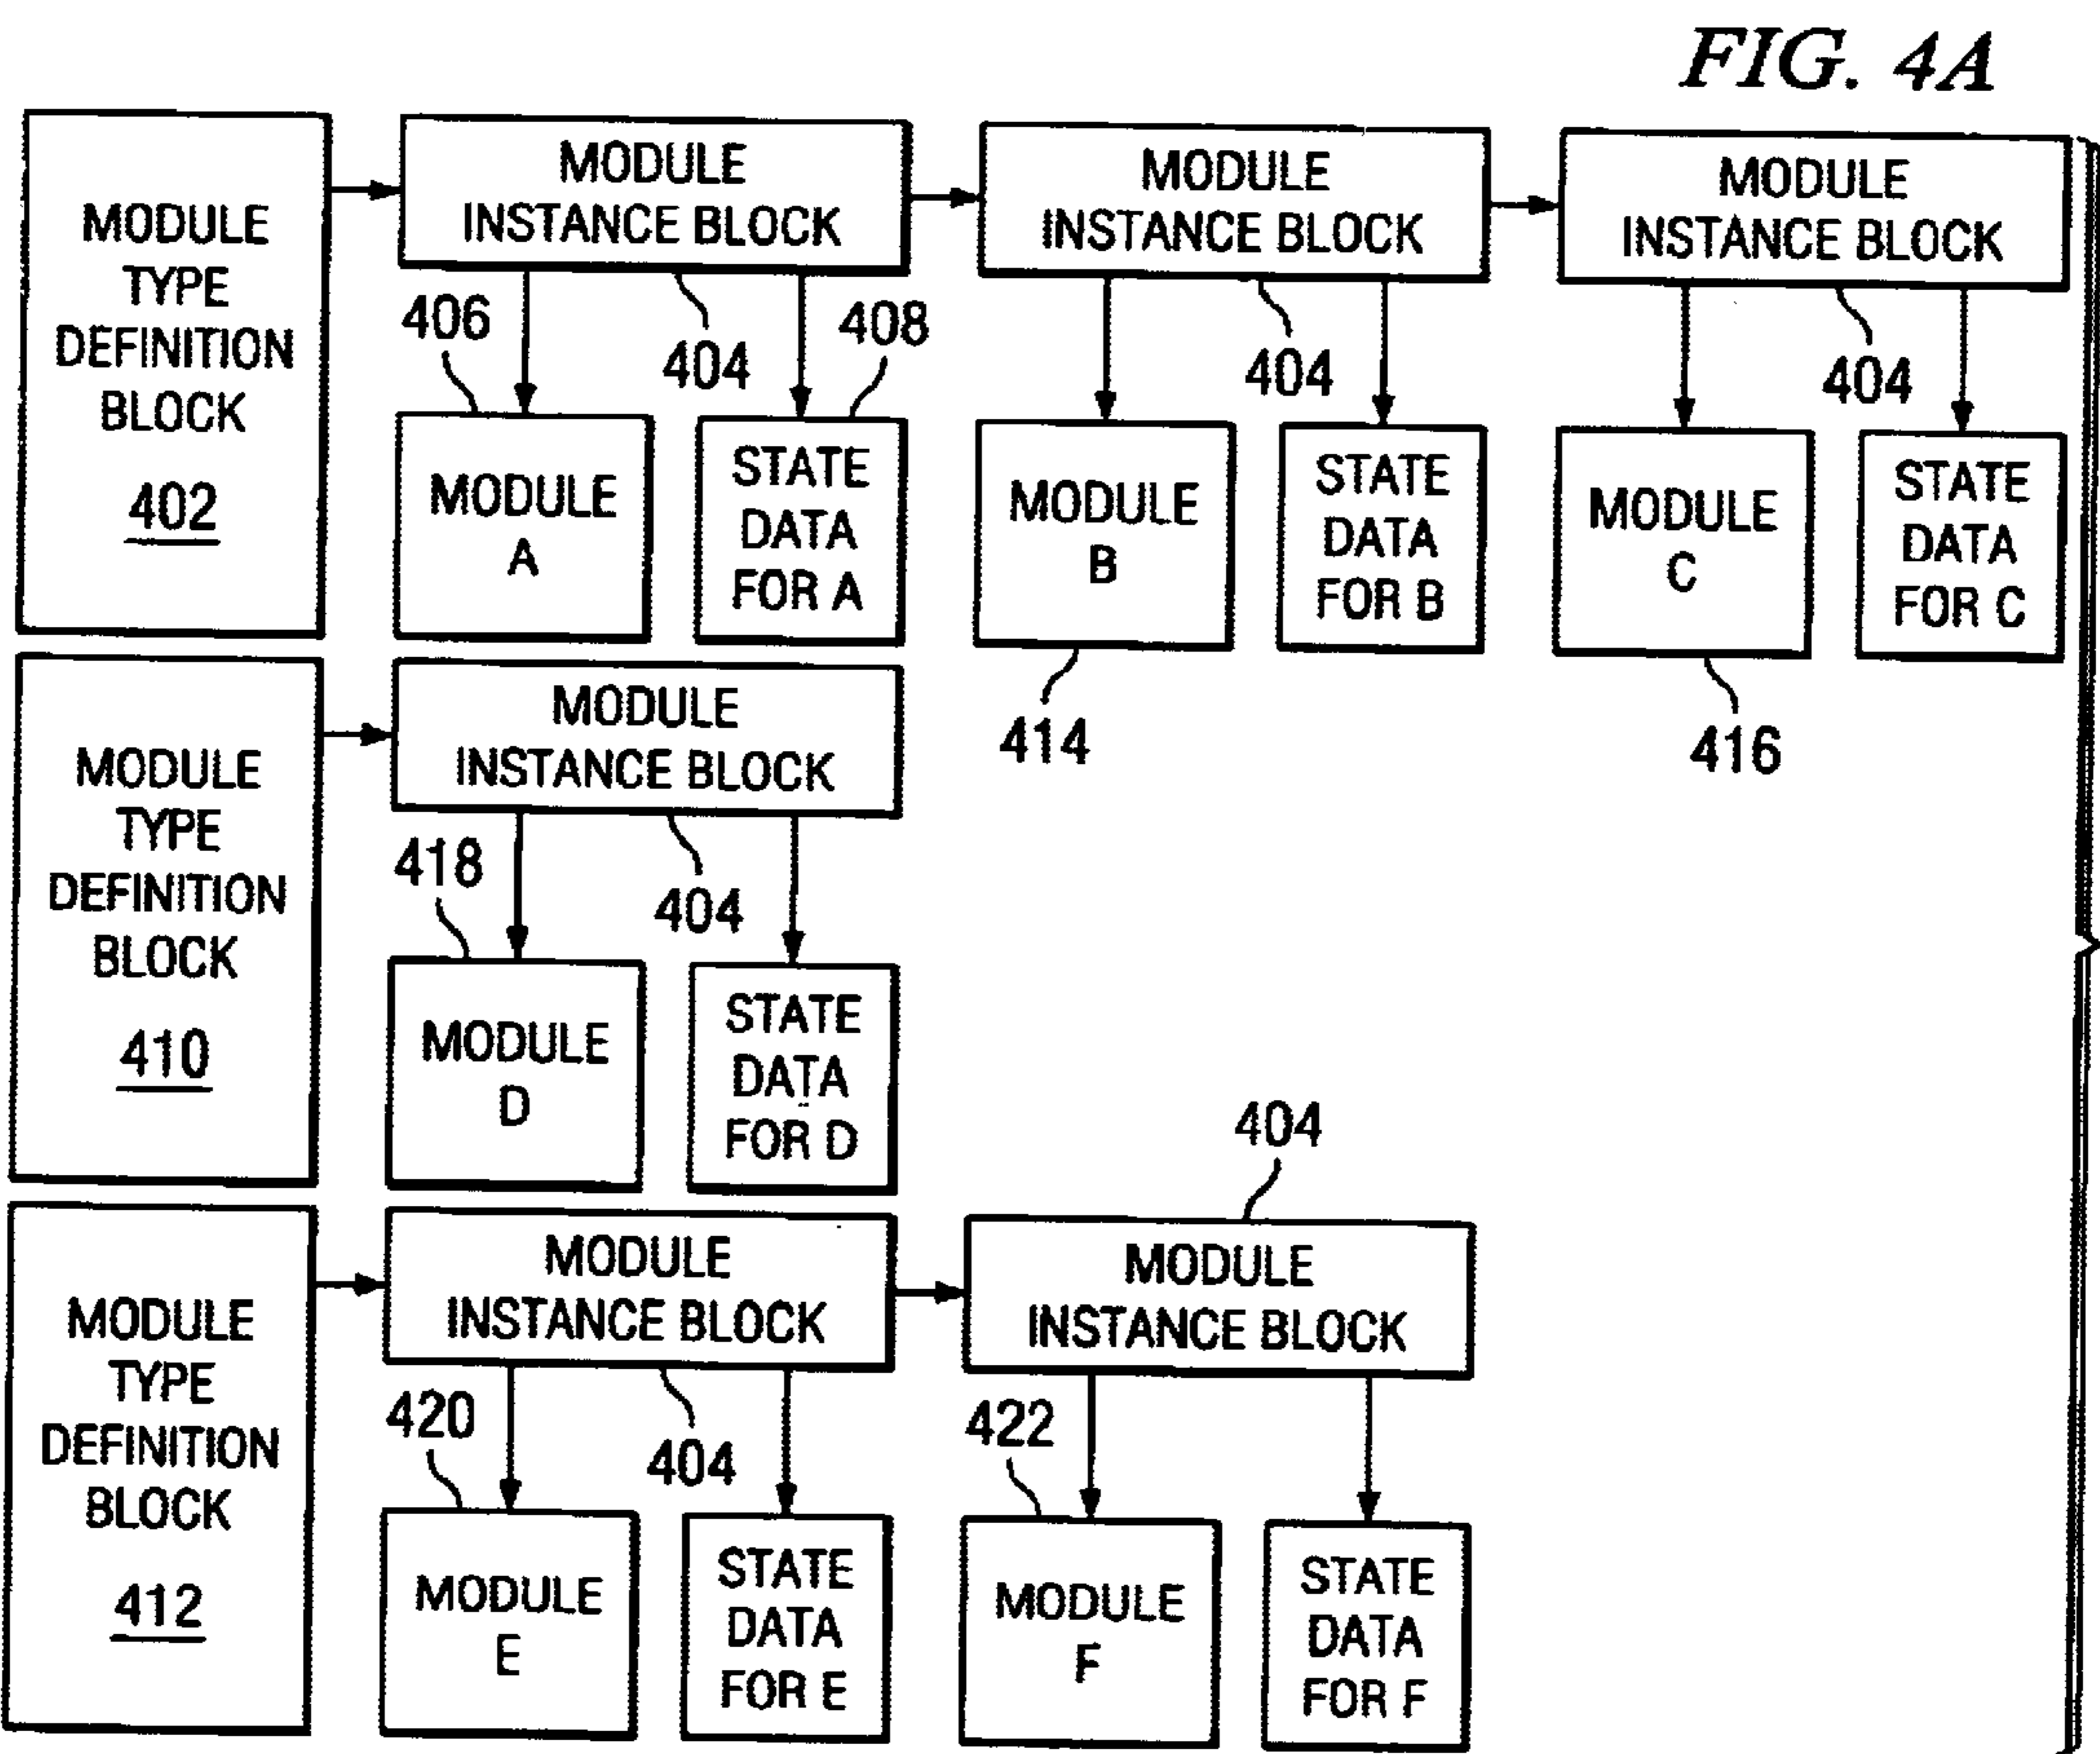 FIG. 4A
MODULE
TYPE
DEFINITION
BLOCK
402
MODULE
INSTANCE BLOCK
MODULE
INSTANCE BLOCK
MODULE
INSTANCE BLOCK
406
404
408
404
404
MODULE
A
STATE
DATA
FOR A
MODULE
B
STATE
DATA
FOR B
MODULE
C
STATE
DATA
FOR C
414
416
MODULE
TYPE
DEFINITION
BLOCK
410
MODULE
INSTANCE BLOCK
418
404
MODULE
D
STATE
DATA
FOR D
404
MODULE
TYPE
DEFINITION
BLOCK
412
MODULE
INSTANCE BLOCK
MODULE
INSTANCE BLOCK
420
404
422
MODULE
E
STATE
DATA
FOR E
MODULE
F
STATE
DATA
FOR F